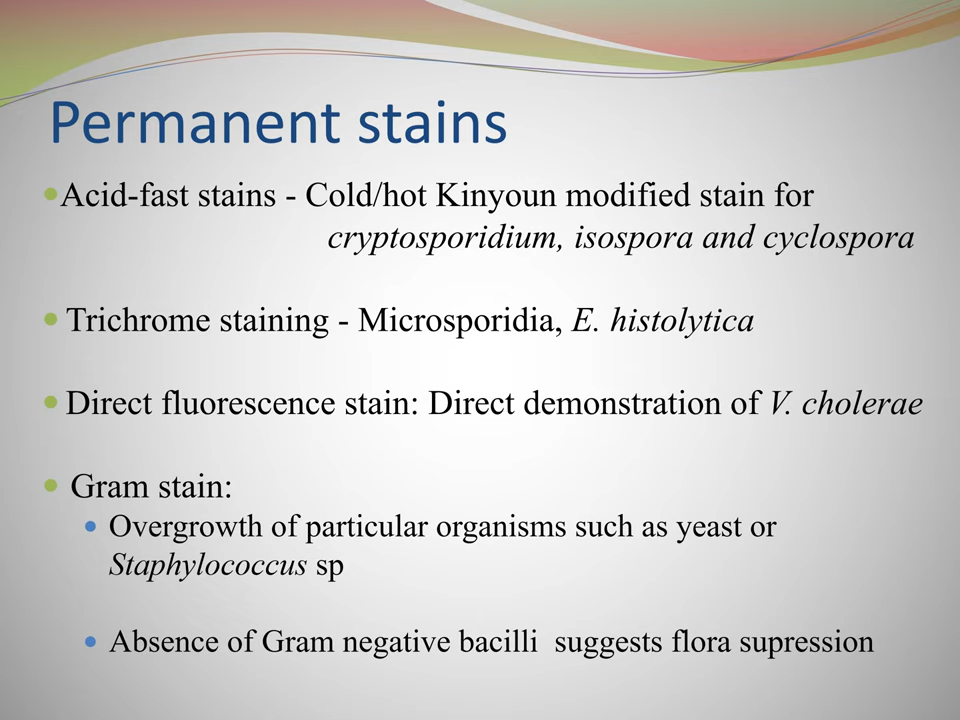 Permanent stains
•Acid-fast stains - Cold/hot Kinyoun modified stain for
cryptosporidium, isospora and cyclospora
• Trichrome staining - Microsporidia, E. histolytica
• Direct fluorescence stain: Direct demonstration of V. cholerae
• Gram stain:
• Overgrowth of particular organisms such as yeast or
Staphylococcus sp
• Absence of Gram negative bacilli  suggests flora supression